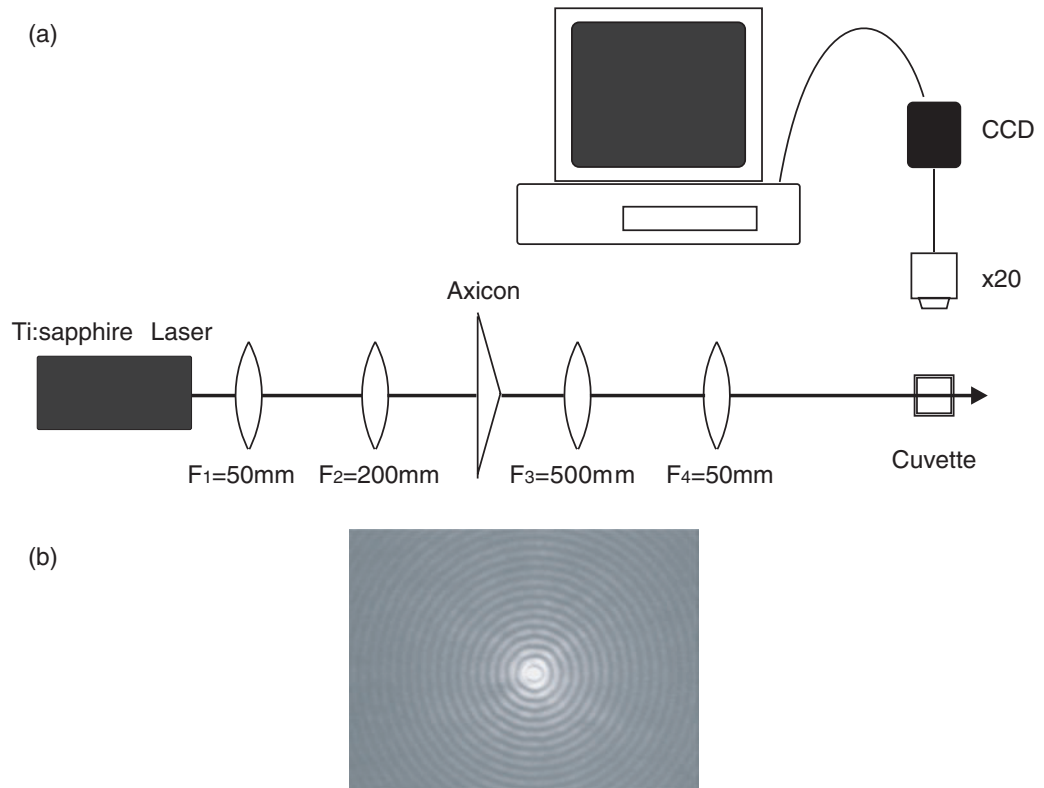 (a)
CCD
x20
Axicon
Ti:sapphire Laser
F1=50mm F2=200mm F3=500mm F4=50mm
Cuvette
(b)